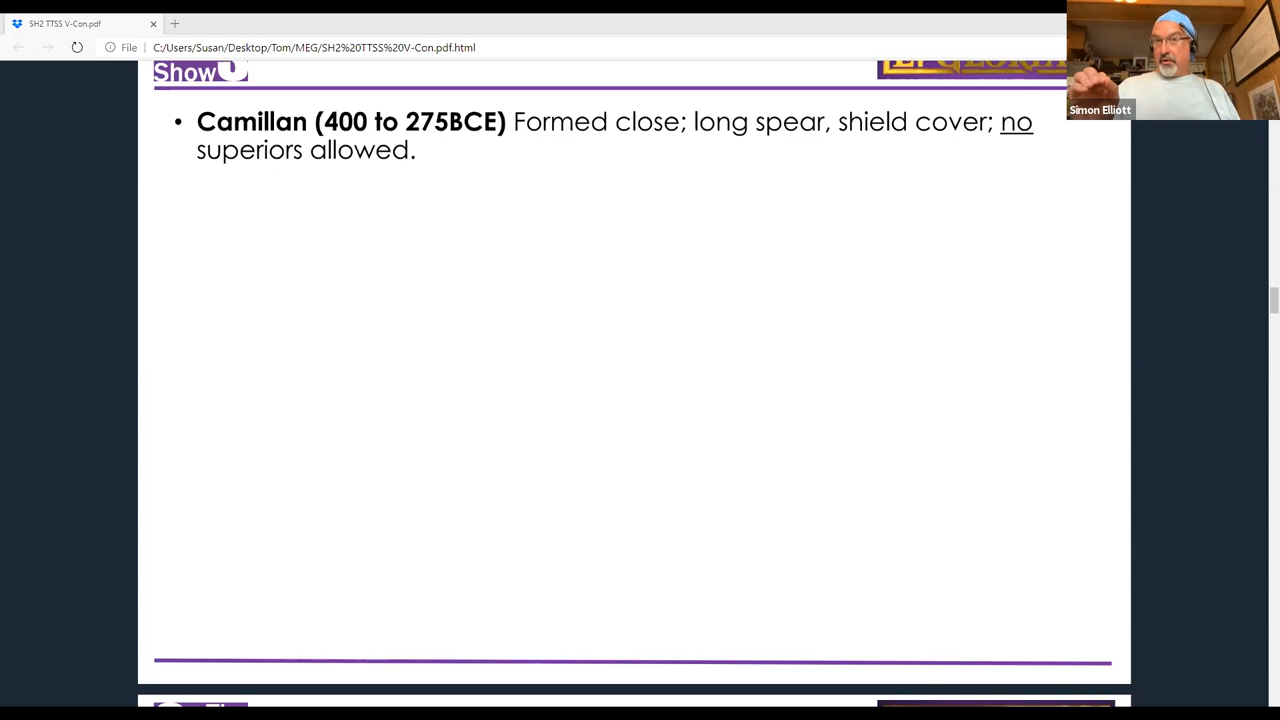 SH2 TTSS V-Con.pdf
File C:/Users/Susan/Desktop/Tom/MEG/SH2%20TTSS%20V-Con.pdf.html
Simon Elliott
Show
• Camillan (400 to 275BCE) Formed close; long spear, shield cover; no
superiors allowed.